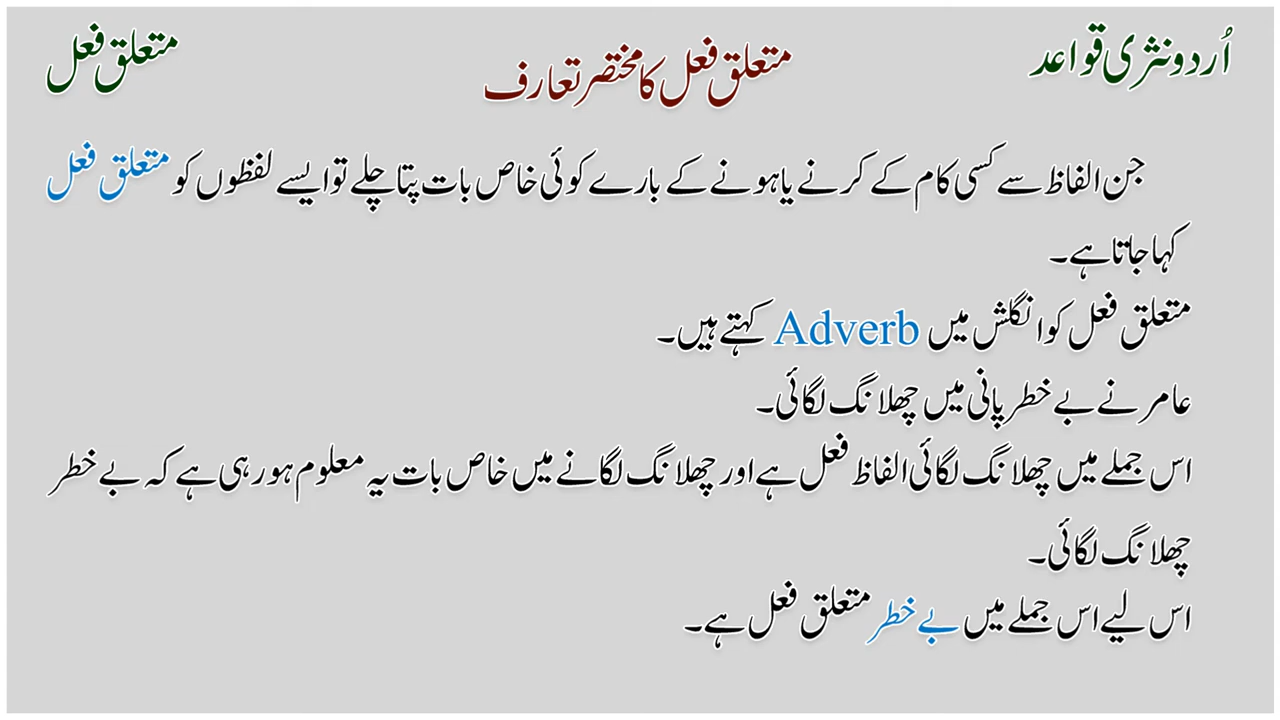 اُردو نثری قواعد
متعلق فعل کا مختصر تعارف
متعلق فعل
جن الفاظ سے کسی کام کے کرنے یا ہونے کے بارے کوئی خاص بات پتا چلے تو ایسے لفظوں کو متعلق فعل
کہا جاتا ہے۔
متعلق فعل کو انگلش میں Adverb کہتے ہیں۔
عامر نے بے خطر پانی میں چھلانگ لگائی۔
اس جملے میں چھلانگ لگائی الفاظ فعل ہے اور چھلانگ لگانے میں خاص بات یہ معلوم ہو رہی ہے کہ بے خطر
چھلانگ لگائی۔
اس لیے اس جملے میں بے خطر متعلق فعل ہے۔